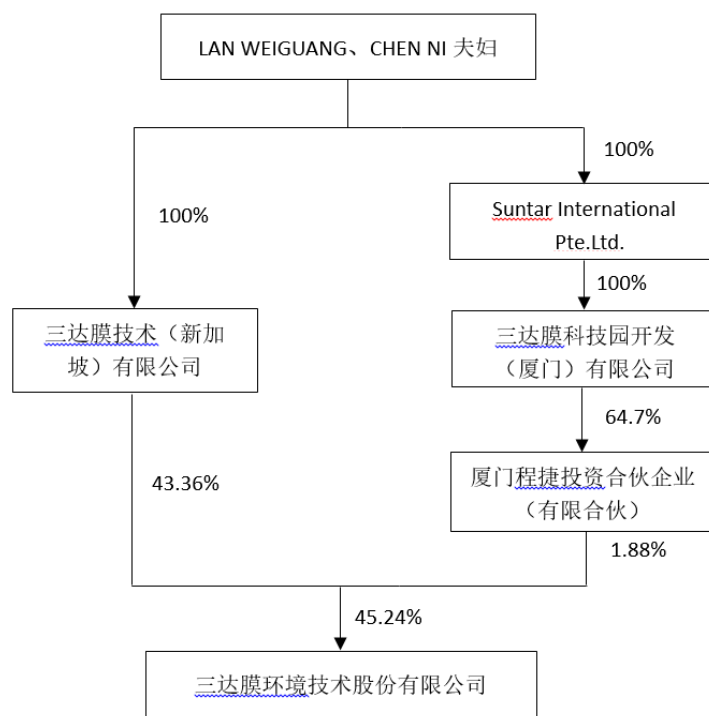 LAN WEIGUANG、CHEN NI 夫妇
100%
100%
Suntar International
Pte.Ltd.
100%
三达膜技术（新加
坡）有限公司
三达膜科技园开发
（厦门）有限公司
64.7%
43.36%
厦门程捷投资合伙企业
（有限合伙）
1.88%
45.24%
三达膜环境技术股份有限公司